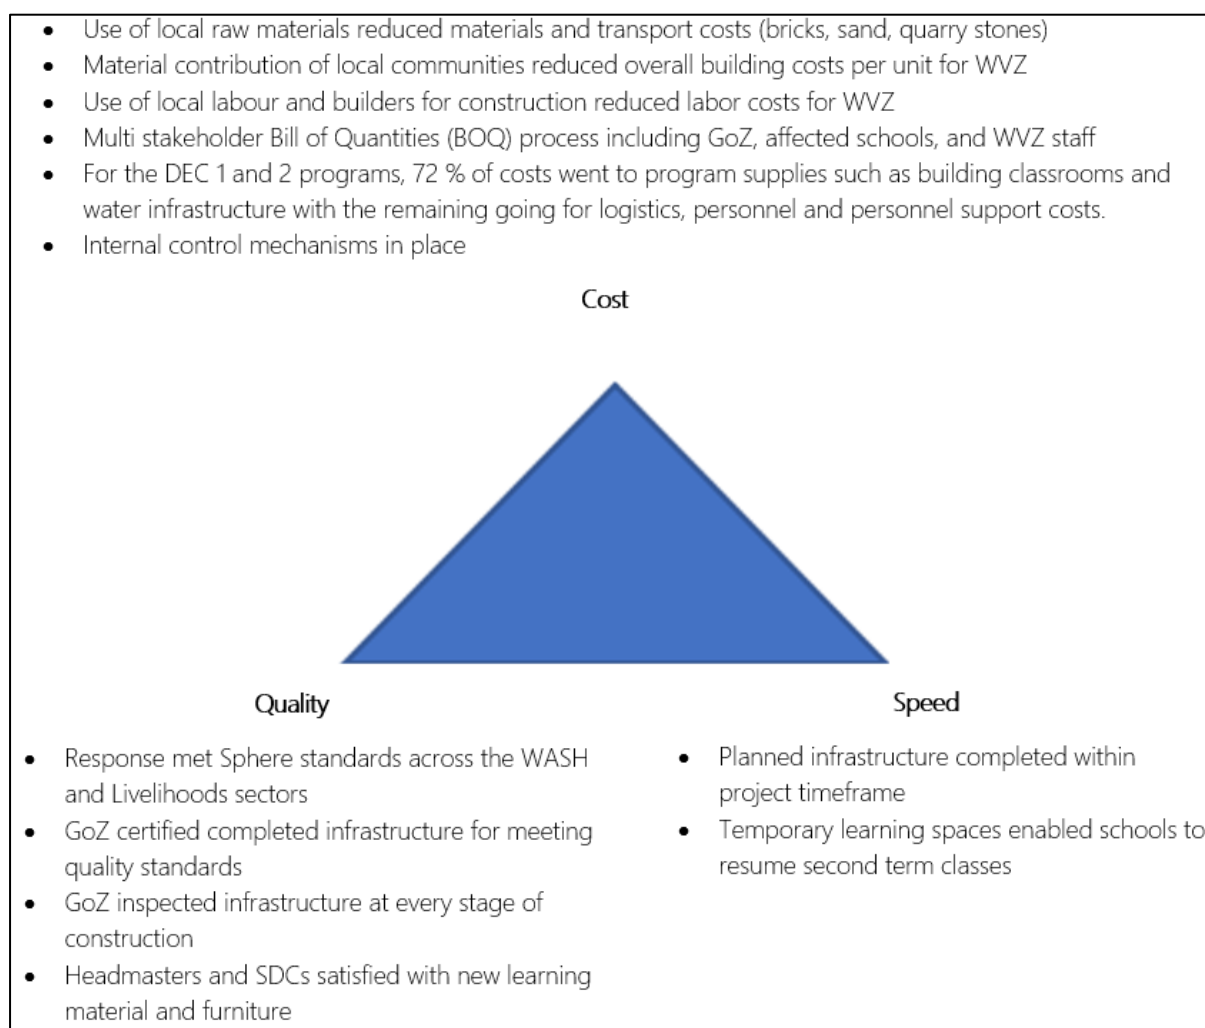 • Use of local raw materials reduced materials and transport costs (bricks, sand, quarry stones)
• Material contribution of local communities reduced overall building costs per unit for WVZ
• Use of local labour and builders for construction reduced labor costs for WVZ
• Multi stakeholder Bill of Quantities (BOQ) process including GoZ, affected schools, and WVZ staff
• For the DEC 1 and 2 programs, 72 % of costs went to program supplies such as building classrooms and
water infrastructure with the remaining going for logistics, personnel and personnel support costs.
• Internal control mechanisms in place
Cost
Quality
• Response met Sphere standards across the WASH
and Livelihoods sectors
• GoZ certified completed infrastructure for meeting
quality standards
• GoZ inspected infrastructure at every stage of
construction
• Headmasters and SDCs satisfied with new learning
material and furniture
Speed
• Planned infrastructure completed within
project timeframe
• Temporary learning spaces enabled schools to
resume second term classes